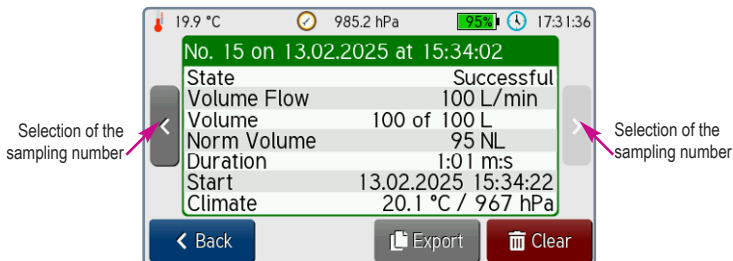 19.9 °C 985.2 hPa 95% 17:31:36
No. 15 on 13.02.2025 at 15:34:02
State Successful
Volume Flow 100 L/min
Volume 100 of 100 L
Norm Volume 95 NL
Duration 1:01 m:s
Start 13.02.2025 15:34:22
Climate 20.1 °C / 967 hPa
Selection of the
sampling number
Selection of the
sampling number
Back Export Clear